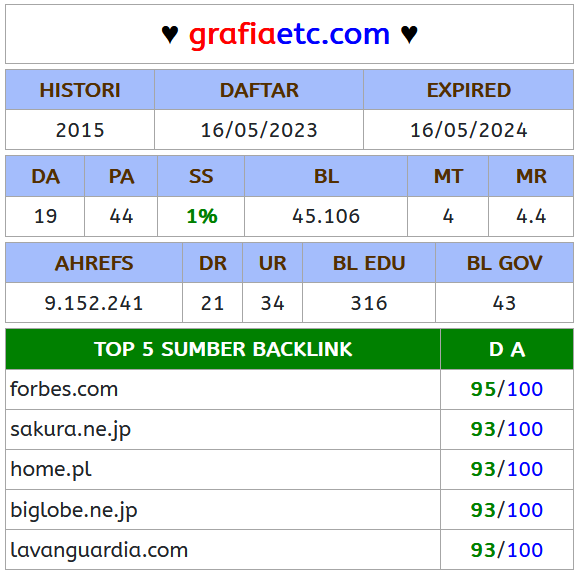 ♥ grafiaetc.com ♥
HISTORI DAFTAR EXPIRED
2015 16/05/2023 16/05/2024
DA PA SS BL MT MR
19 44 1% 45.106 4 4.4
AHREFS DR UR BL EDU BL GOV
9.152.241 21 34 316 43
TOP 5 SUMBER BACKLINK D A
forbes.com 95/100
sakura.ne.jp 93/100
home.pl 93/100
biglobe.ne.jp 93/100
lavanguardia.com 93/100